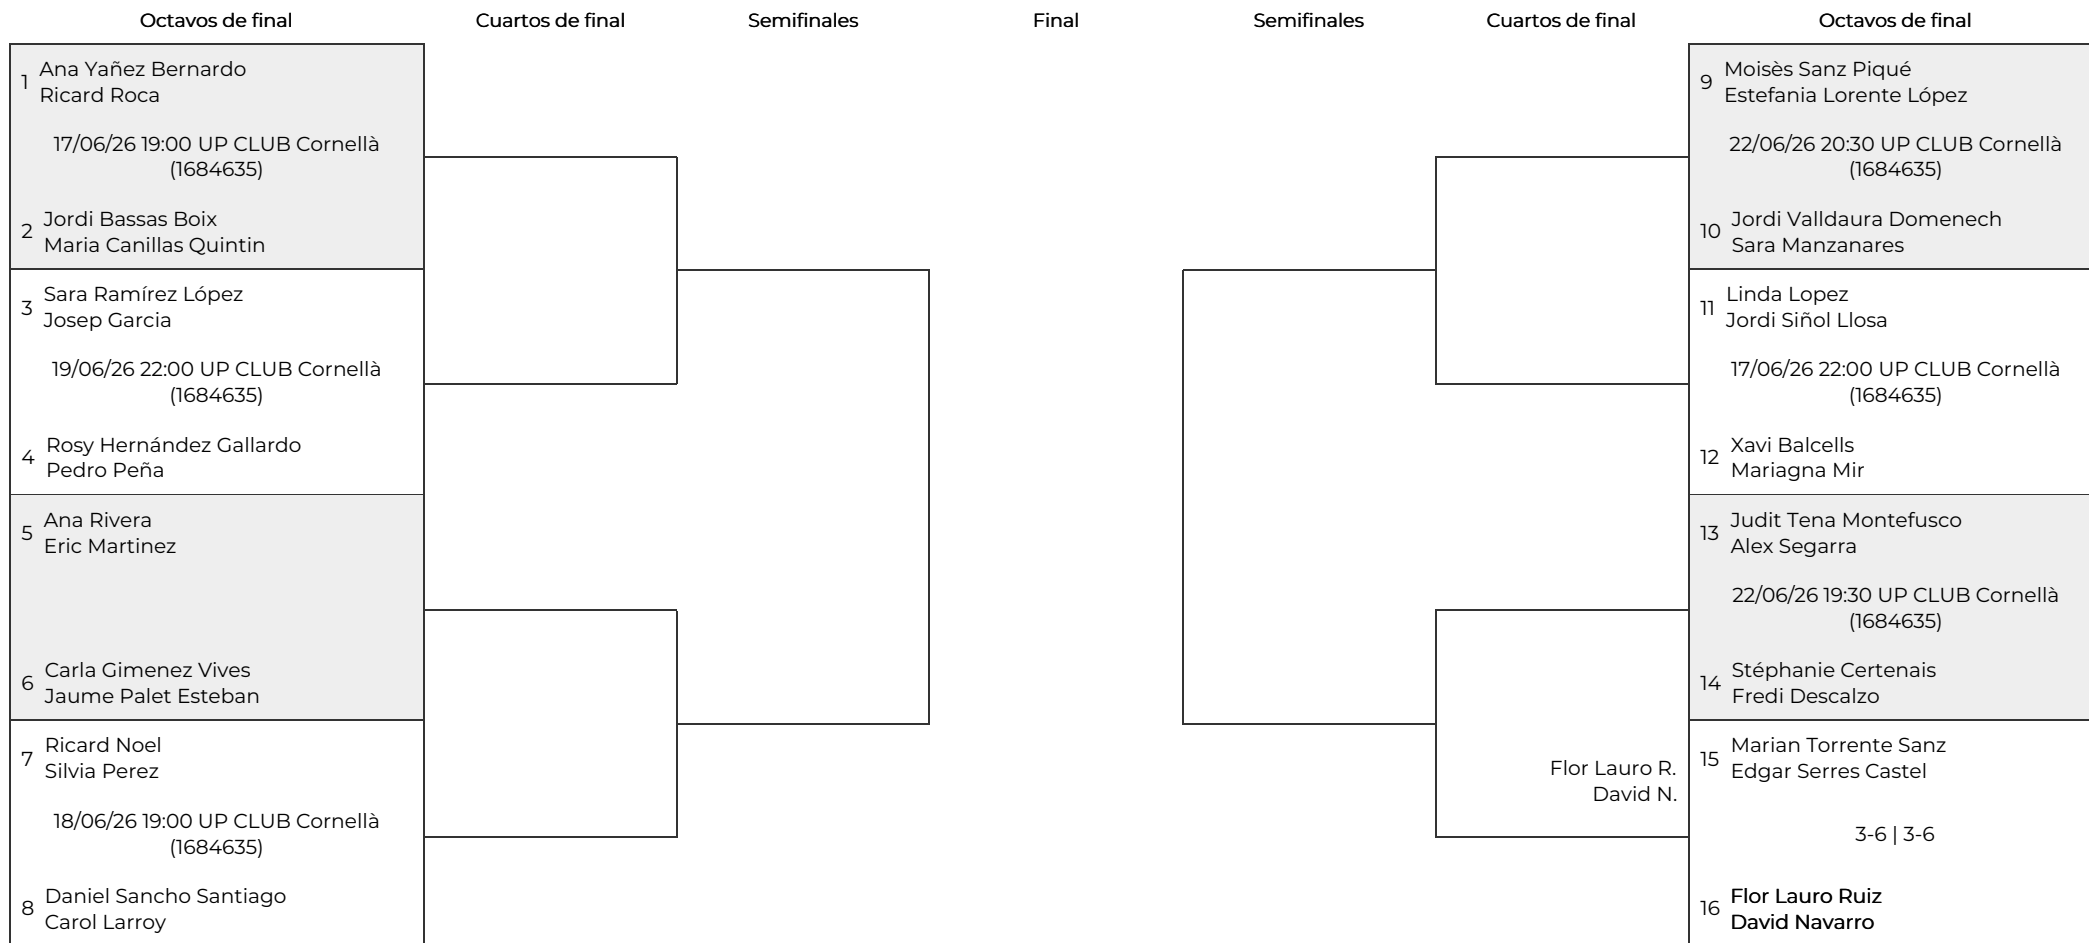 Octavos de final
Cuartos de final
Semifinales
Final
Semifinales
Cuartos de final
Octavos de final
1
Ana Yañez Bernardo
Ricard Roca
17/06/26 19:00 UP CLUB Cornellà
(1684635)
2
Jordi Bassas Boix
Maria Canillas Quintin
3
Sara Ramírez López
Josep Garcia
19/06/26 22:00 UP CLUB Cornellà
(1684635)
4
Rosy Hernández Gallardo
Pedro Peña
5
Ana Rivera
Eric Martinez
6
Carla Gimenez Vives
Jaume Palet Esteban
7
Ricard Noel
Silvia Perez
18/06/26 19:00 UP CLUB Cornellà
(1684635)
8
Daniel Sancho Santiago
Carol Larroy
Flor Lauro R.
David N.
9
Moisès Sanz Piqué
Estefania Lorente López
22/06/26 20:30 UP CLUB Cornellà
(1684635)
10
Jordi Valldaura Domenech
Sara Manzanares
11
Linda Lopez
Jordi Siñol Llosa
17/06/26 22:00 UP CLUB Cornellà
(1684635)
12
Xavi Balcells
Mariagna Mir
13
Judit Tena Montefusco
Alex Segarra
22/06/26 19:30 UP CLUB Cornellà
(1684635)
14
Stéphanie Certenais
Fredi Descalzo
15
Marian Torrente Sanz
Edgar Serres Castel
3-6 | 3-6
16
Flor Lauro Ruiz
David Navarro